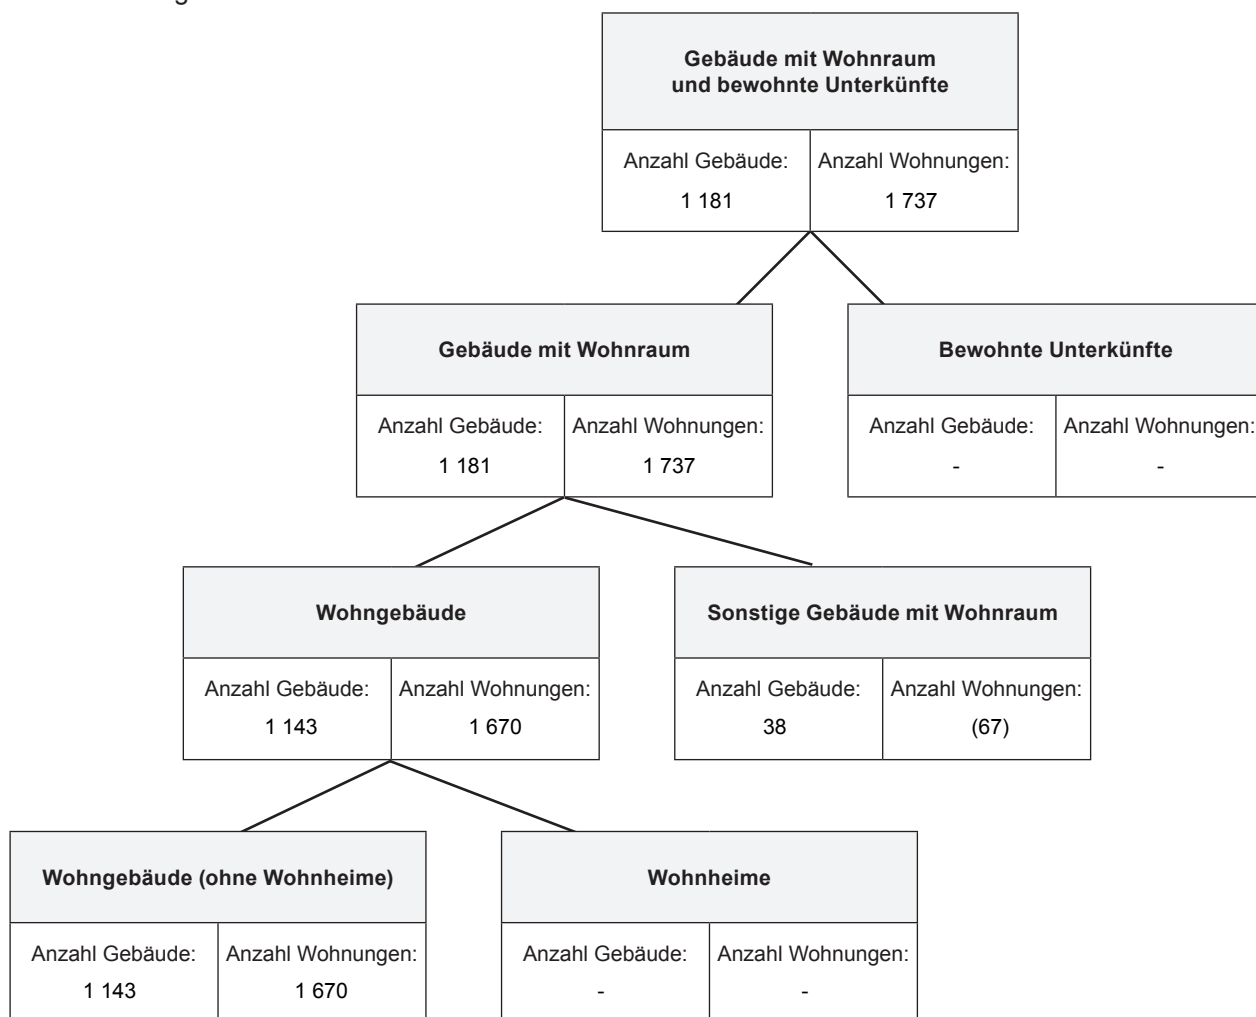 Gebäude mit Wohnraum
und bewohnte Unterkünfte
Anzahl Gebäude: Anzahl Wohnungen:
1 181 1 737
Gebäude mit Wohnraum Bewohnte Unterkünfte
Anzahl Gebäude: Anzahl Wohnungen: Anzahl Gebäude: Anzahl Wohnungen:
1 181 1 737 - -
Wohngebäude Sonstige Gebäude mit Wohnraum
Anzahl Gebäude: Anzahl Wohnungen: Anzahl Gebäude: Anzahl Wohnungen:
1 143 1 670 38 (67)
Wohngebäude (ohne Wohnheime) Wohnheime
Anzahl Gebäude: Anzahl Wohnungen: Anzahl Gebäude: Anzahl Wohnungen:
1 143 1 670 - -